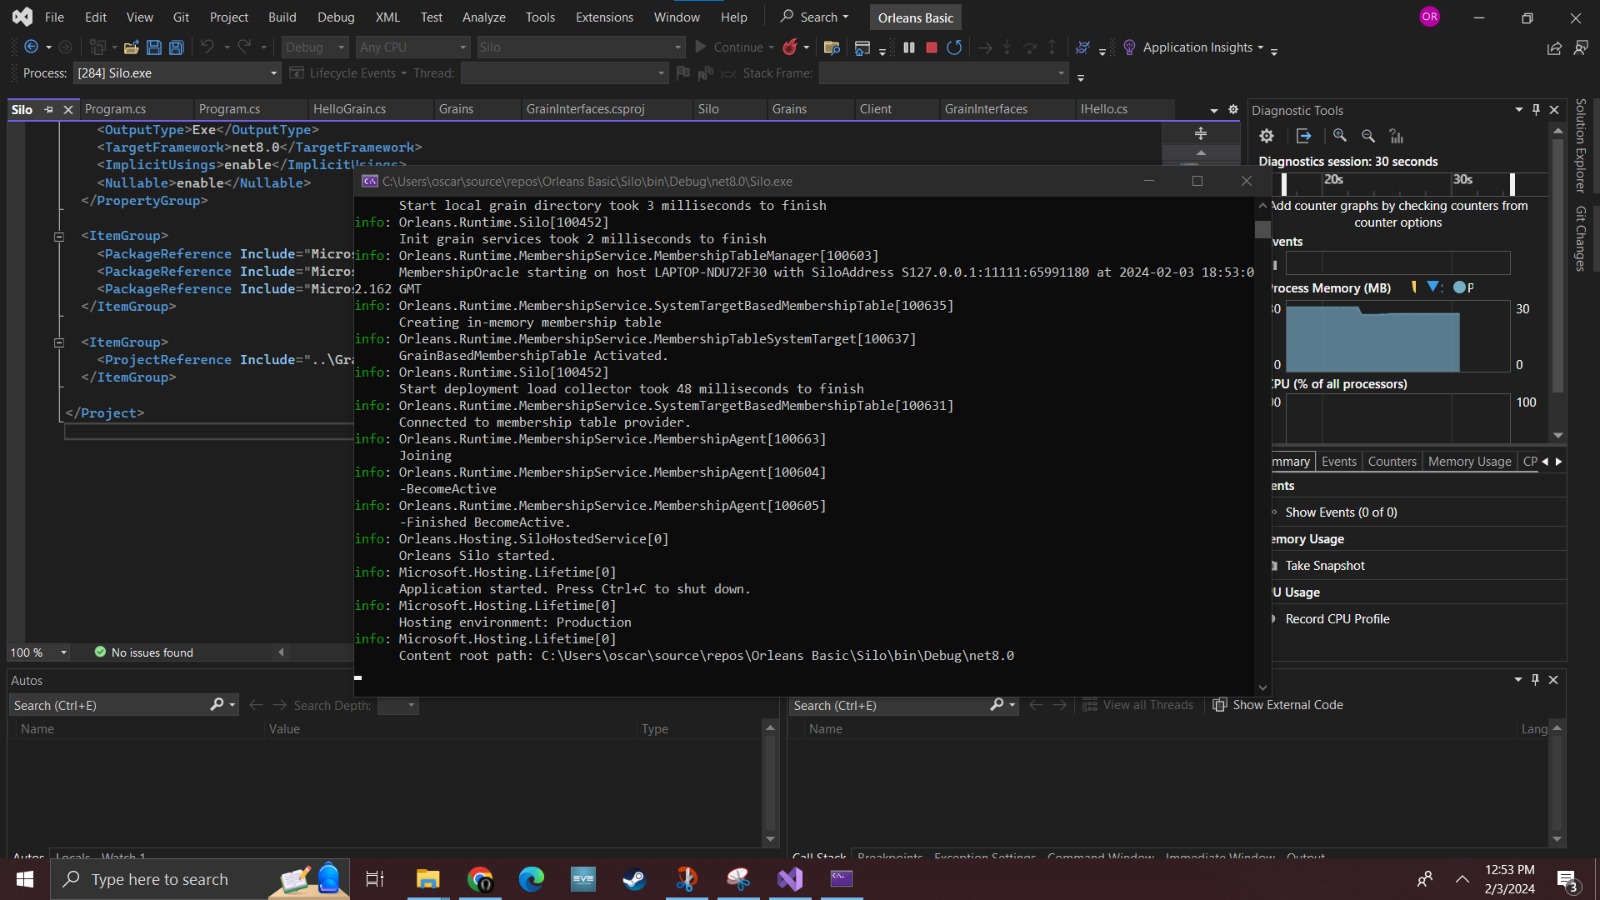 File Edit View Git Project Build Debug XML Test Analyze Tools Extensions Window Help Search Orleans Basic OR
Debug Any CPU Silo Continue Application Insights
Process: [284] Silo.exe Lifecycle Events Thread: Stack Frame:
Silo Program.cs Program.cs HelloGrain.cs Grains GrainInterfaces.csproj Silo Grains Client GrainInterfaces IHello.cs
<OutputType>Exe</OutputType>
<TargetFramework>net8.0</TargetFramework>
<ImplicitUsings>enable</ImplicitUsings>
<Nullable>enable</Nullable>
</PropertyGroup>
<ItemGroup>
<PackageReference Include="Micros
<PackageReference Include="Micros
<PackageReference Include="Micros
</ItemGroup>
<ItemGroup>
<ProjectReference Include="..\Gra
</ItemGroup>
</Project>
100 % No issues found
C:\Users\oscar\source\repos\Orleans Basic\Silo\bin\Debug\net8.0\Silo.exe
Start local grain directory took 3 milliseconds to finish
info: Orleans.Runtime.Silo[100452]
Init grain services took 2 milliseconds to finish
info: Orleans.Runtime.MembershipService.MembershipTableManager[100603]
MembershipOracle starting on host LAPTOP-NDU72F30 with SiloAddress S127.0.0.1:11111:65991180 at 2024-02-03 18:53:0
2.162 GMT
info: Orleans.Runtime.MembershipService.SystemTargetBasedMembershipTable[100635]
Creating in-memory membership table
info: Orleans.Runtime.MembershipService.MembershipTableSystemTarget[100637]
GrainBasedMembershipTable Activated.
info: Orleans.Runtime.Silo[100452]
Start deployment load collector took 48 milliseconds to finish
info: Orleans.Runtime.MembershipService.SystemTargetBasedMembershipTable[100631]
Connected to membership table provider.
info: Orleans.Runtime.MembershipService.MembershipAgent[100663]
Joining
info: Orleans.Runtime.MembershipService.MembershipAgent[100604]
-BecomeActive
info: Orleans.Runtime.MembershipService.MembershipAgent[100605]
-Finished BecomeActive.
info: Orleans.Hosting.SiloHostedService[0]
Orleans Silo started.
info: Microsoft.Hosting.Lifetime[0]
Application started. Press Ctrl+C to shut down.
info: Microsoft.Hosting.Lifetime[0]
Hosting environment: Production
info: Microsoft.Hosting.Lifetime[0]
Content root path: C:\Users\oscar\source\repos\Orleans Basic\Silo\bin\Debug\net8.0
Diagnostic Tools
Diagnostics session: 30 seconds
20s 30s
Add counter graphs by checking counters from
counter options
vents
Process Memory (MB) P
30 30
0 0
CPU (% of all processors)
00 100
mmary Events Counters Memory Usage CP
ents
Show Events (0 of 0)
emory Usage
Take Snapshot
U Usage
Record CPU Profile
Solution Explorer
Git Changes
Autos
Search (Ctrl+E) Search Depth:
Name Value Type
Autos Locals Watch 1
Search (Ctrl+E) View all Threads Show External Code
Name Lang
Call Stack Breakpoints Exception Settings Command Window Immediate Window Output
Type here to search
EVE
12:53 PM
2/3/2024
3